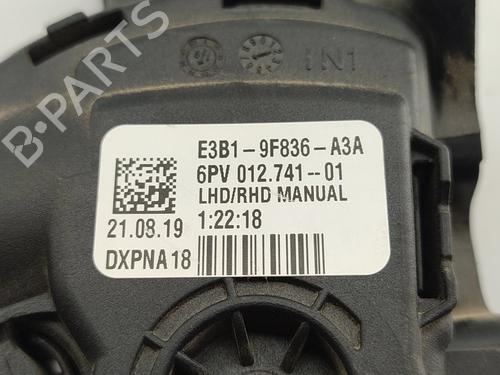 B-PARTS
IN1
E3B1-9F836-A3A
6PV 012.741--01
LHD/RHD MANUAL
21.08.19 1:22:18
DXPNA18